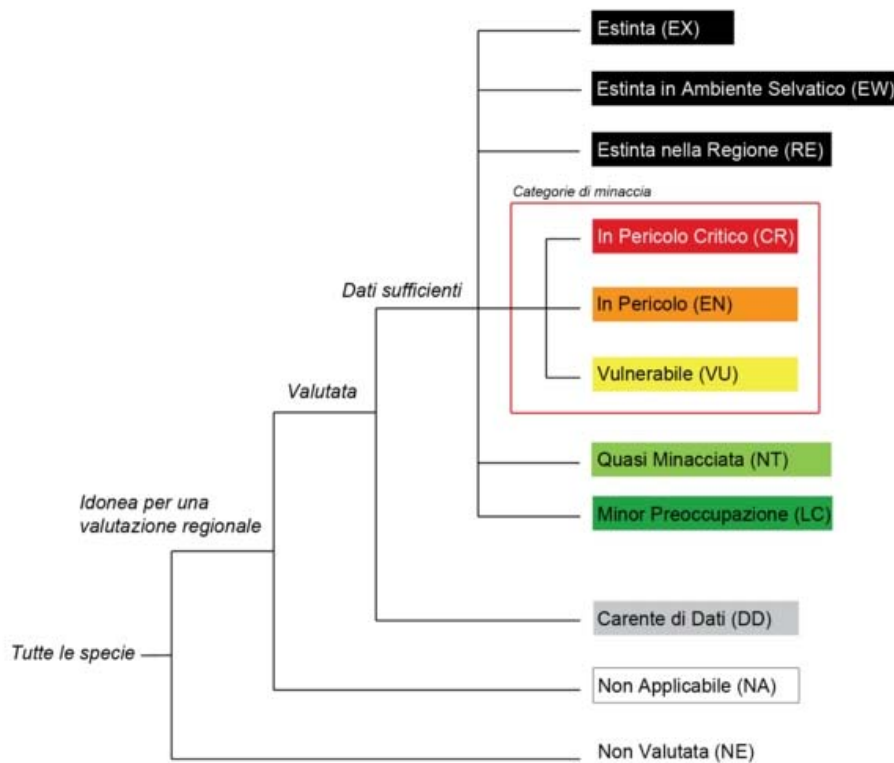 Estinta (EX)
Estinta in Ambiente Selvatico (EW)
Estinta nella Regione (RE)
Categorie di minaccia
In Pericolo Critico (CR)
Dati sufficienti
In Pericolo (EN)
Vulnerabile (VU)
Valutata
Quasi Minacciata (NT)
Idonea per una
valutazione regionale
Minor Preoccupazione (LC)
Carente di Dati (DD)
Tutte le specie
Non Applicabile (NA)
Non Valutata (NE)